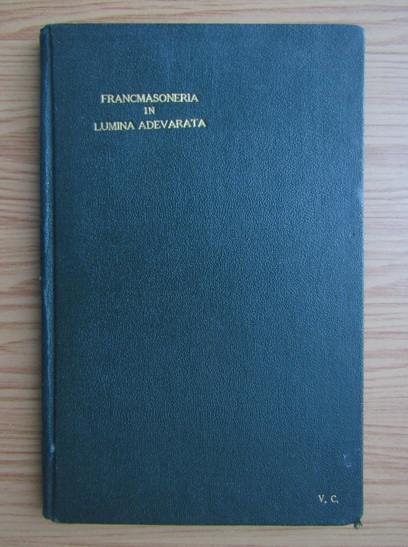 FRANCMASONERIA
IN
LUMINA ADEVARATA
V. C.